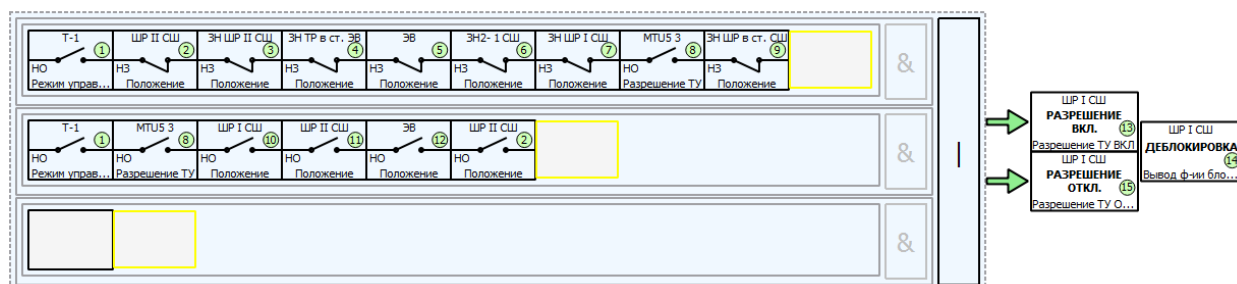 Т-1 ШР II СШ ЗН ШР II СШ ЗН ТР в ст. ЭВ ЭВ ЗН2- 1 СШ ЗН ШР I СШ MTU5 3 ЗН ШР в ст. СШ
1 2 3 4 5 6 7 8 9
НО НЗ НЗ НЗ НЗ НЗ НЗ НО НЗ
Режим управ... Положение Положение Положение Положение Положение Положение Разрешение ТУ Положение
&
Т-1 MTU5 3 ШР I СШ ШР II СШ ЭВ ШР II СШ
1 8 10 11 12 2
НО НО НО НО НО НО
Режим управ... Разрешение ТУ Положение Положение Положение Положение
&
&
|
ШР I СШ
РАЗРЕШЕНИЕ
ВКЛ. 13
Разрешение ТУ ВКЛ
ШР I СШ
РАЗРЕШЕНИЕ
ОТКЛ. 15
Разрешение ТУ О...
ШР I СШ
ДЕБЛОКИРОВКА
14
Вывод ф-ии бло...